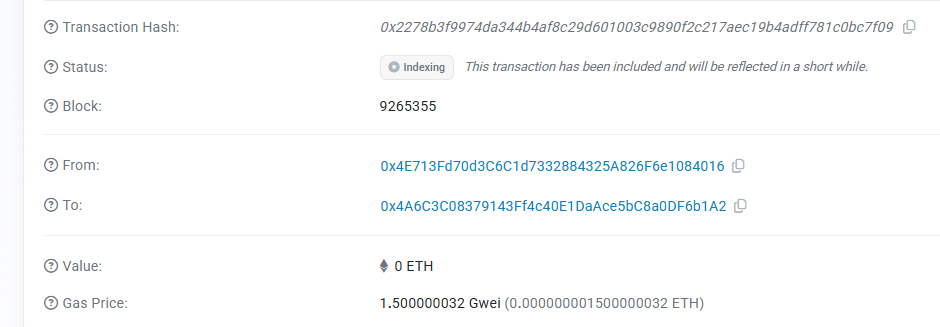 Transaction Hash: 0x2278b3f9974da344b4af8c29d601003c9890f2c217aec19b4adff781c0bc7f09
Status: Indexing This transaction has been included and will be reflected in a short while.
Block: 9265355
From: 0x4E713Fd70d3C6C1d7332884325A826F6e1084016
To: 0x4A6C3C08379143Ff4c40E1DaAce5bC8a0DF6b1A2
Value: 0 ETH
Gas Price: 1.500000032 Gwei (0.000000001500000032 ETH)